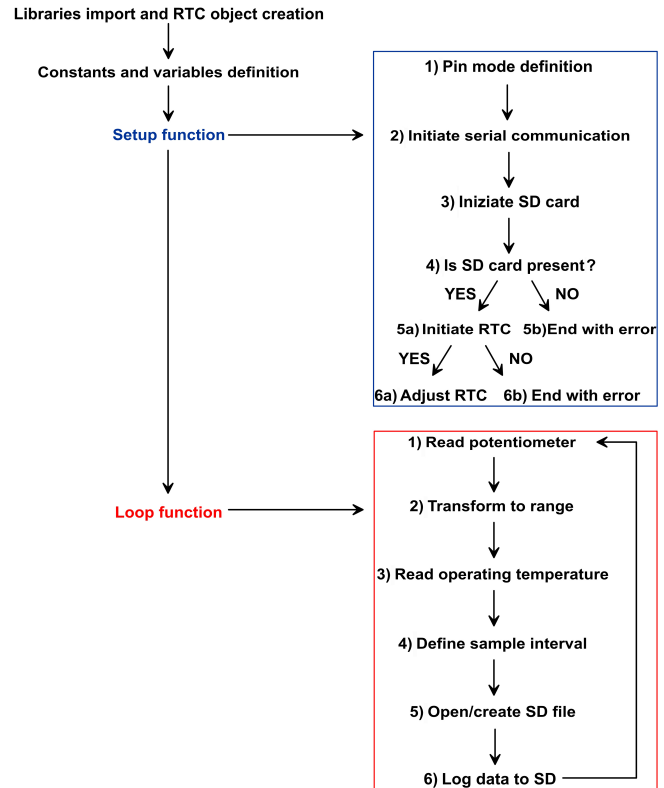 Libraries import and RTC object creation
Constants and variables definition
Setup function
1) Pin mode definition
2) Initiate serial communication
3) Iniziate SD card
4) Is SD card present?
YES
NO
5a) Initiate RTC
5b) End with error
YES
NO
6a) Adjust RTC
6b) End with error
Loop function
1) Read potentiometer
2) Transform to range
3) Read operating temperature
4) Define sample interval
5) Open/create SD file
6) Log data to SD